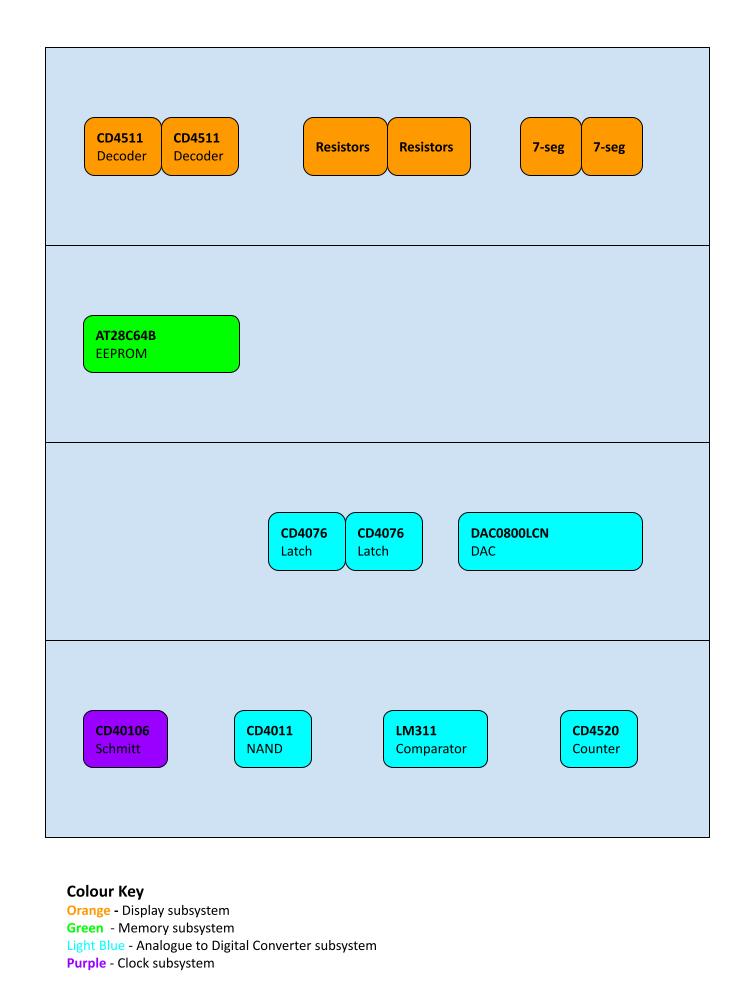 CD4511 CD4511
Decoder Decoder
Resistors Resistors
7-seg 7-seg
AT28C64B
EEPROM
CD4076 CD4076
Latch Latch
DAC0800LCN
DAC
CD40106
Schmitt
CD4011
NAND
LM311
Comparator
CD4520
Counter
Colour Key
Orange - Display subsystem
Green - Memory subsystem
Light Blue - Analogue to Digital Converter subsystem
Purple - Clock subsystem